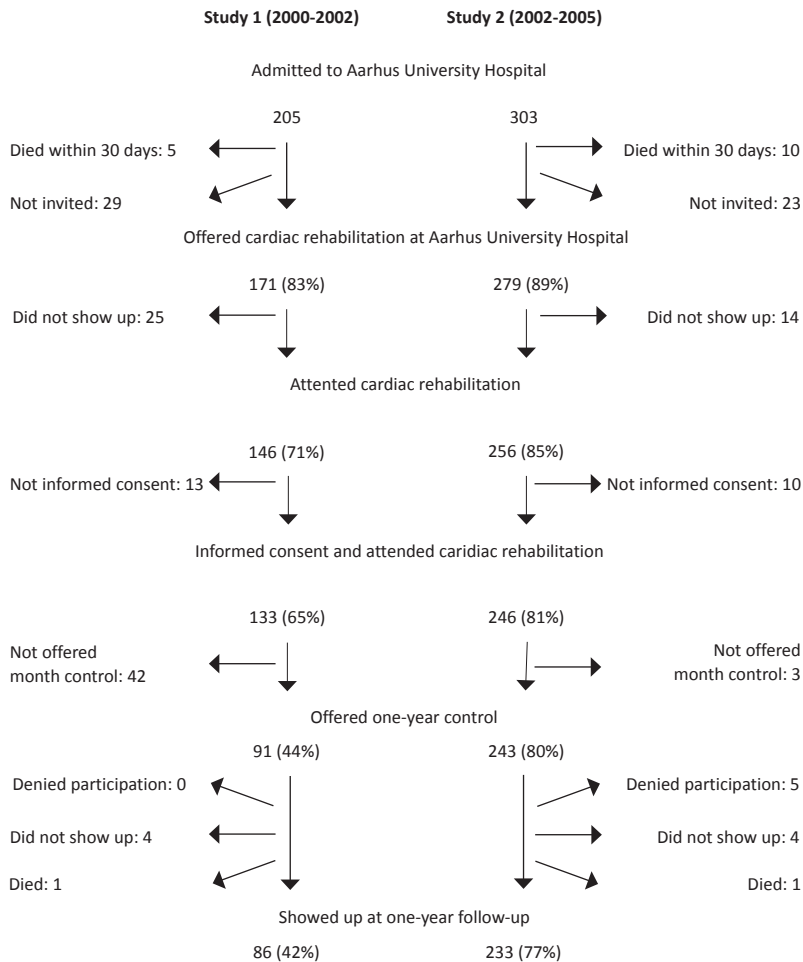 Study 1 (2000-2002) Study 2 (2002-2005)
Admitted to Aarhus University Hospital
205 303
Died within 30 days: 5 Died within 30 days: 10
Not invited: 29 Not invited: 23
Offered cardiac rehabilitation at Aarhus University Hospital
171 (83%) 279 (89%)
Did not show up: 25 Did not show up: 14
Attented cardiac rehabilitation
146 (71%) 256 (85%)
Not informed consent: 13 Not informed consent: 10
Informed consent and attended caridiac rehabilitation
133 (65%) 246 (81%)
Not offered Not offered
month control: 42 month control: 3
Offered one-year control
91 (44%) 243 (80%)
Denied participation: 0 Denied participation: 5
Did not show up: 4 Did not show up: 4
Died: 1 Died: 1
Showed up at one-year follow-up
86 (42%) 233 (77%)